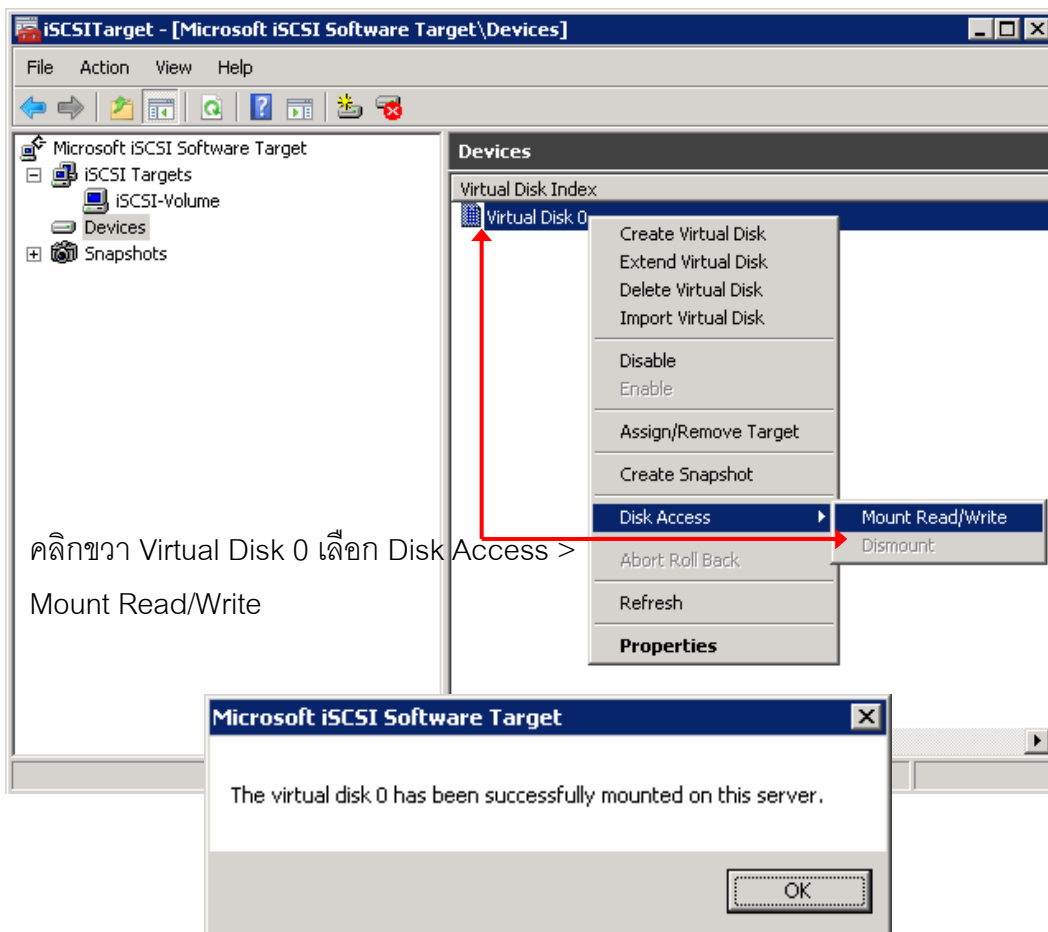 iSCSITarget - [Microsoft iSCSI Software Target\Devices]
File Action View Help
Microsoft iSCSI Software Target
iSCSI Targets
iSCSI-Volume
Devices
Snapshots
Devices
Virtual Disk Index
Virtual Disk 0
Create Virtual Disk
Extend Virtual Disk
Delete Virtual Disk
Import Virtual Disk
Disable
Enable
Assign/Remove Target
Create Snapshot
Disk Access
Mount Read/Write
Dismount
Abort Roll Back
Refresh
Properties
คลิกขวา Virtual Disk 0 เลือก Disk Access >
Mount Read/Write
Microsoft iSCSI Software Target
The virtual disk 0 has been successfully mounted on this server.
OK